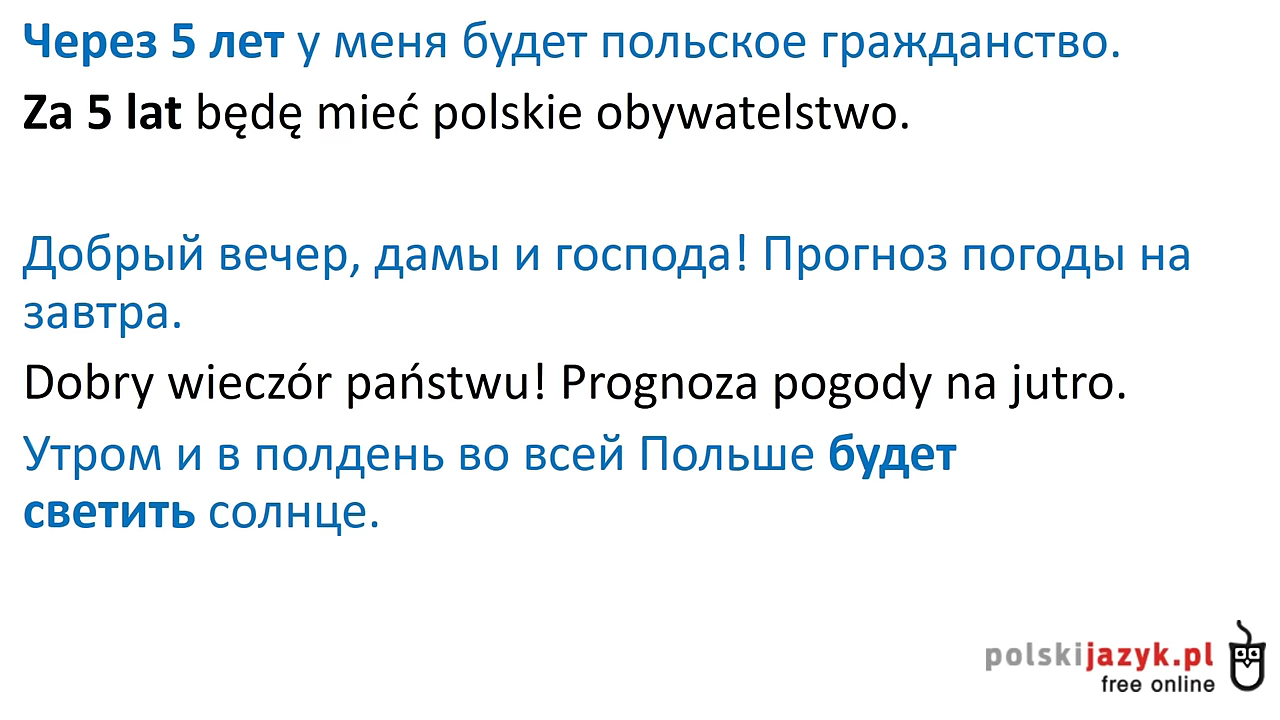 Через 5 лет у меня будет польское гражданство.
Za 5 lat będę mieć polskie obywatelstwo.
Добрый вечер, дамы и господа! Прогноз погоды на
завтра.
Dobry wieczór państwu! Prognoza pogody na jutro.
Утром и в полдень во всей Польше будет
светить солнце.
polskijazyk.pl
free online